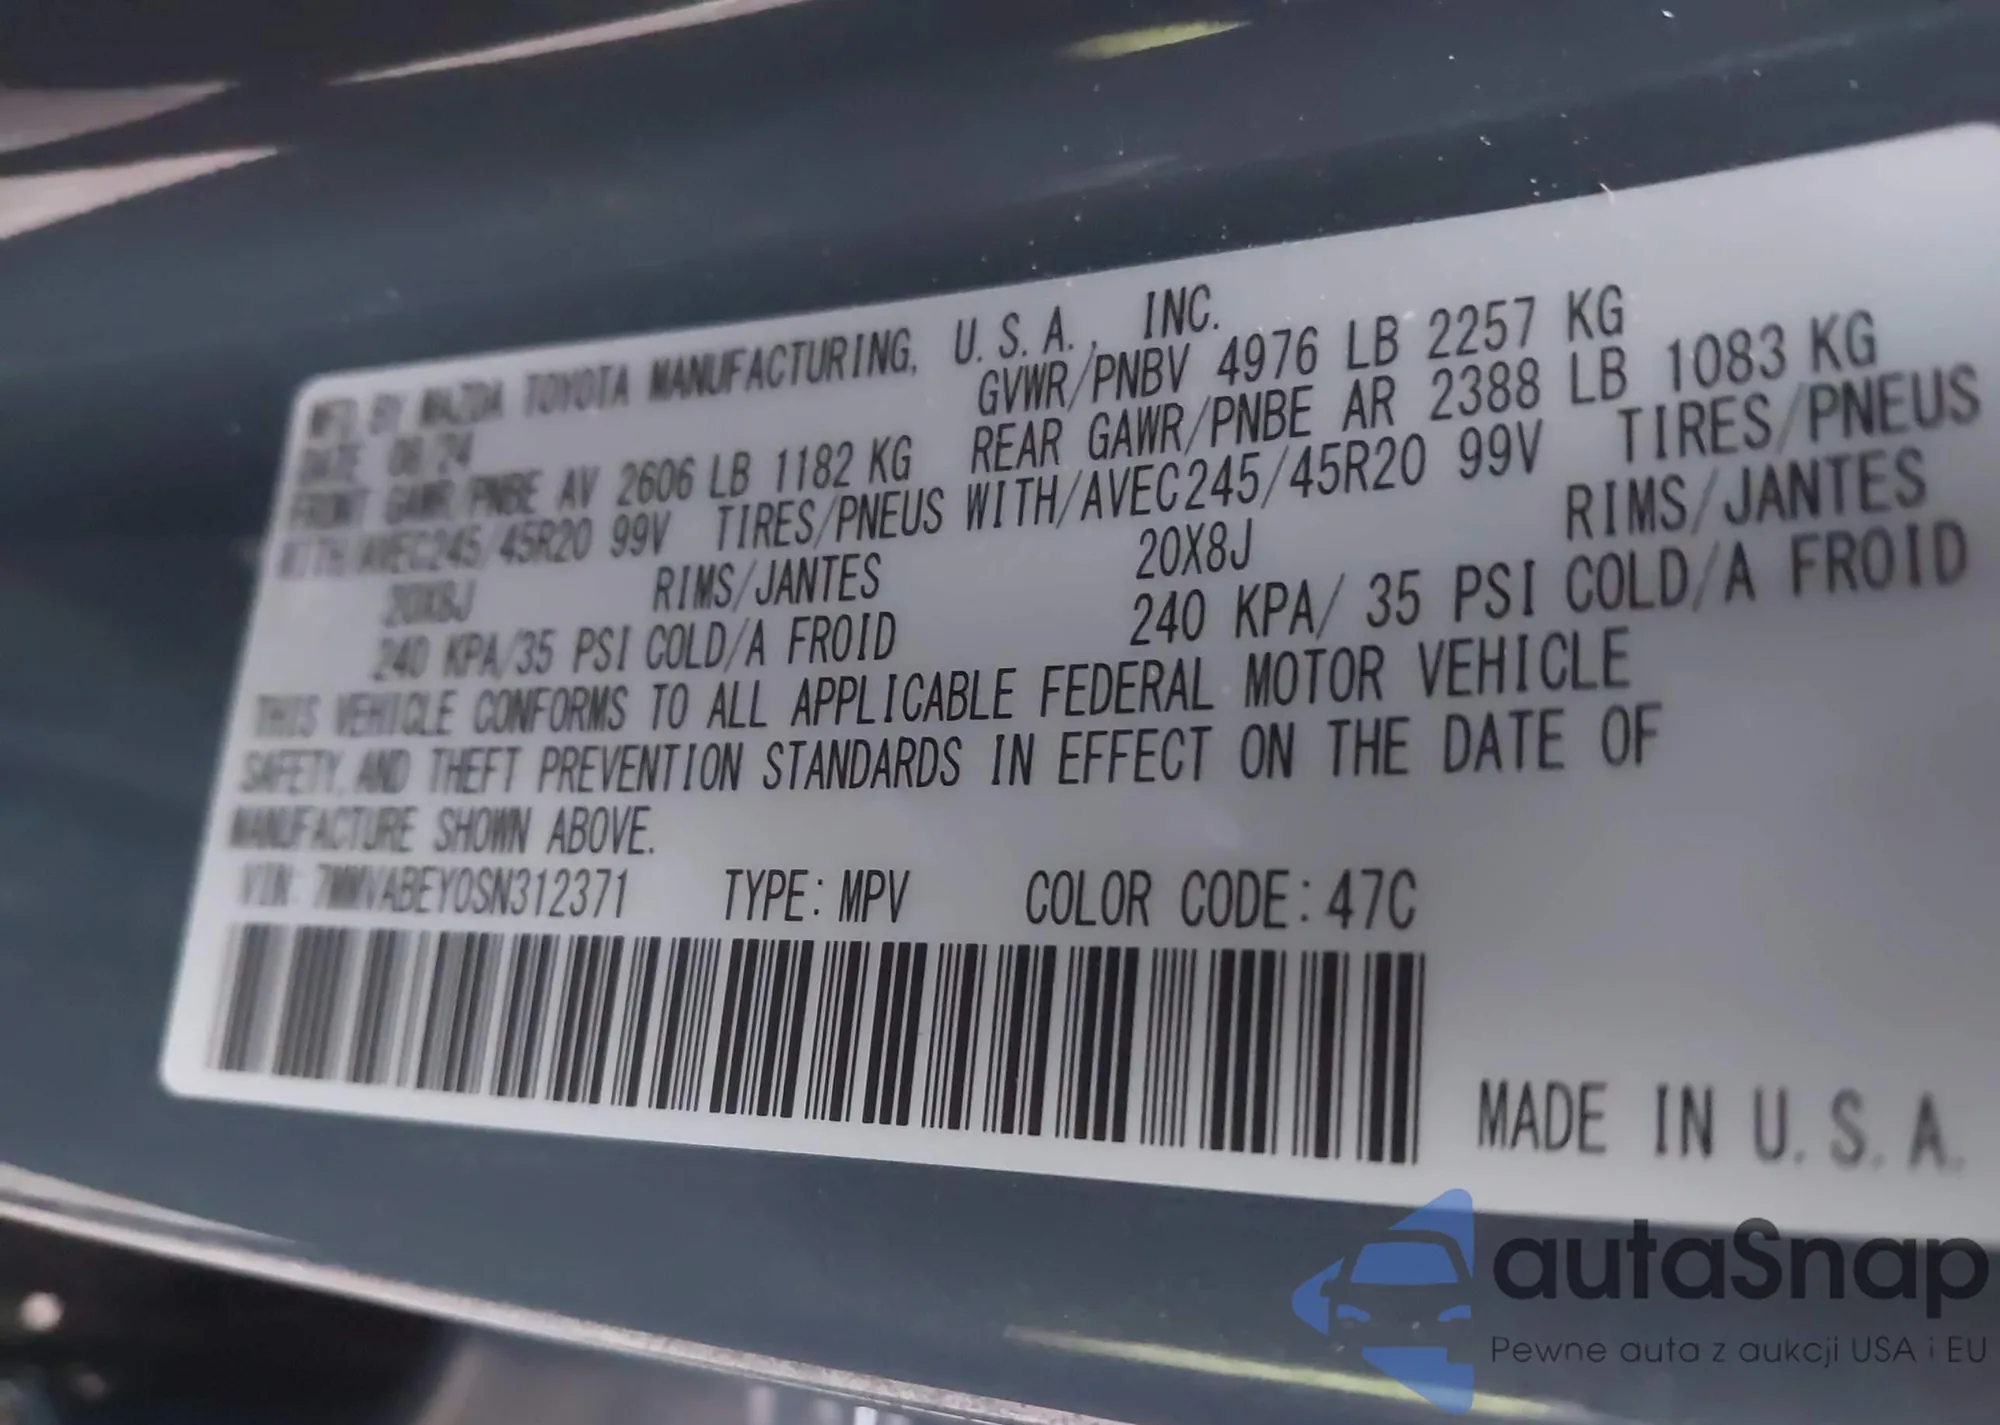 MFD. BY MAZDA TOYOTA MANUFACTURING, U.S.A., INC.
DATE 08/24 GVWR/PNBV 4976 LB 2257 KG
FRONT GAWR/PNBE AV 2606 LB 1182 KG REAR GAWR/PNBE AR 2388 LB 1083 KG
WITH/AVEC245/45R20 99V TIRES/PNEUS WITH/AVEC245/45R20 99V TIRES/PNEUS
20X8J RIMS/JANTES 20X8J RIMS/JANTES
240 KPA/35 PSI COLD/A FROID 240 KPA/ 35 PSI COLD/A FROID
THIS VEHICLE CONFORMS TO ALL APPLICABLE FEDERAL MOTOR VEHICLE
SAFETY, AND THEFT PREVENTION STANDARDS IN EFFECT ON THE DATE OF
MANUFACTURE SHOWN ABOVE.
VIN: 7MMVABEY0SN312371 TYPE: MPV COLOR CODE: 47C
MADE IN U.S.A.
autaSnap
Pewne auta z aukcji USA i EU